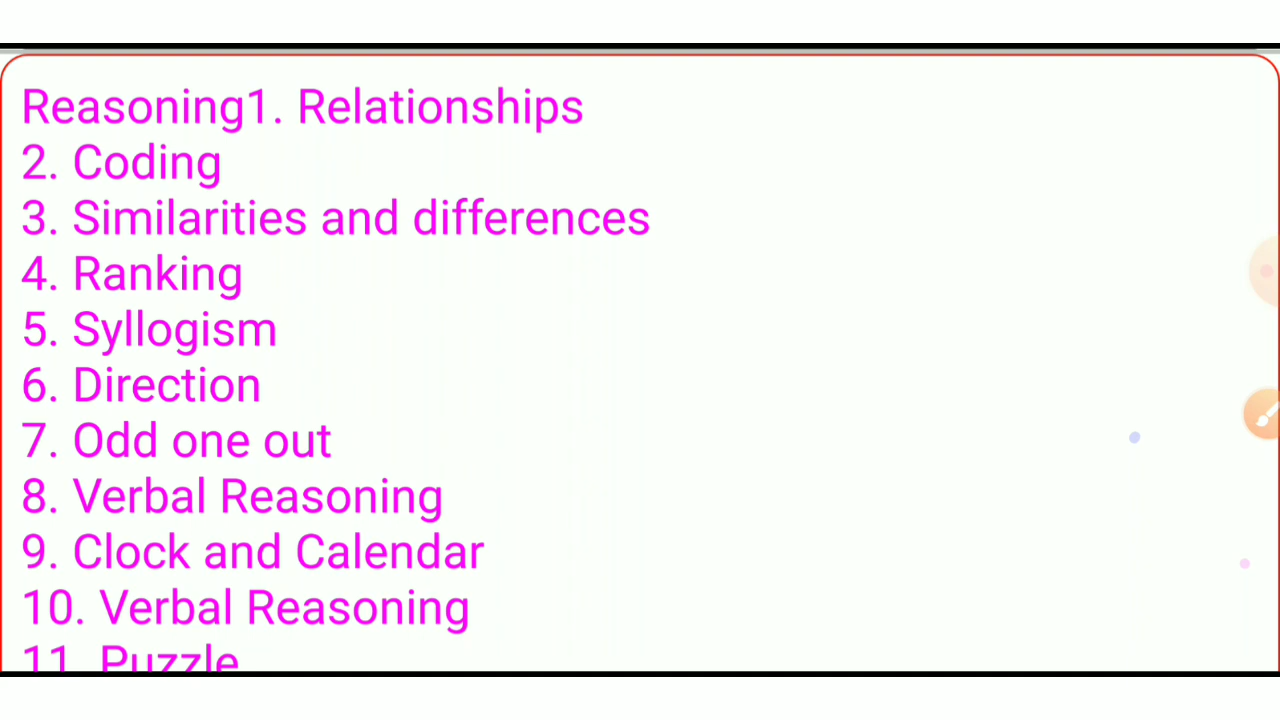 Reasoning1. Relationships
2. Coding
3. Similarities and differences
4. Ranking
5. Syllogism
6. Direction
7. Odd one out
8. Verbal Reasoning
9. Clock and Calendar
10. Verbal Reasoning
11. Puzzle